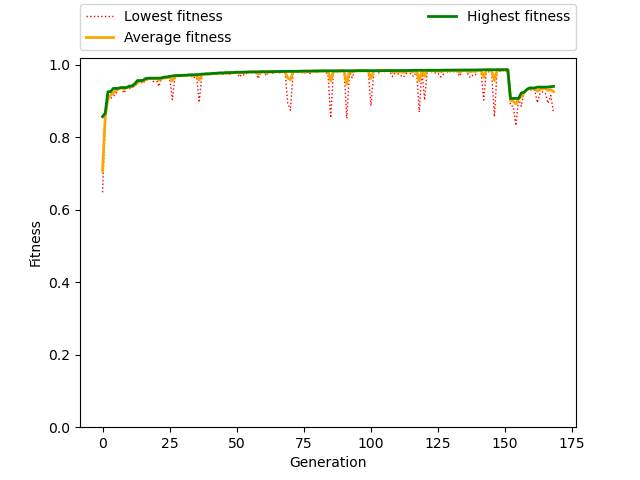 Lowest fitness
Average fitness
Highest fitness
1.0
0.8
0.6
0.4
0.2
0.0
Fitness
0 25 50 75 100 125 150 175
Generation